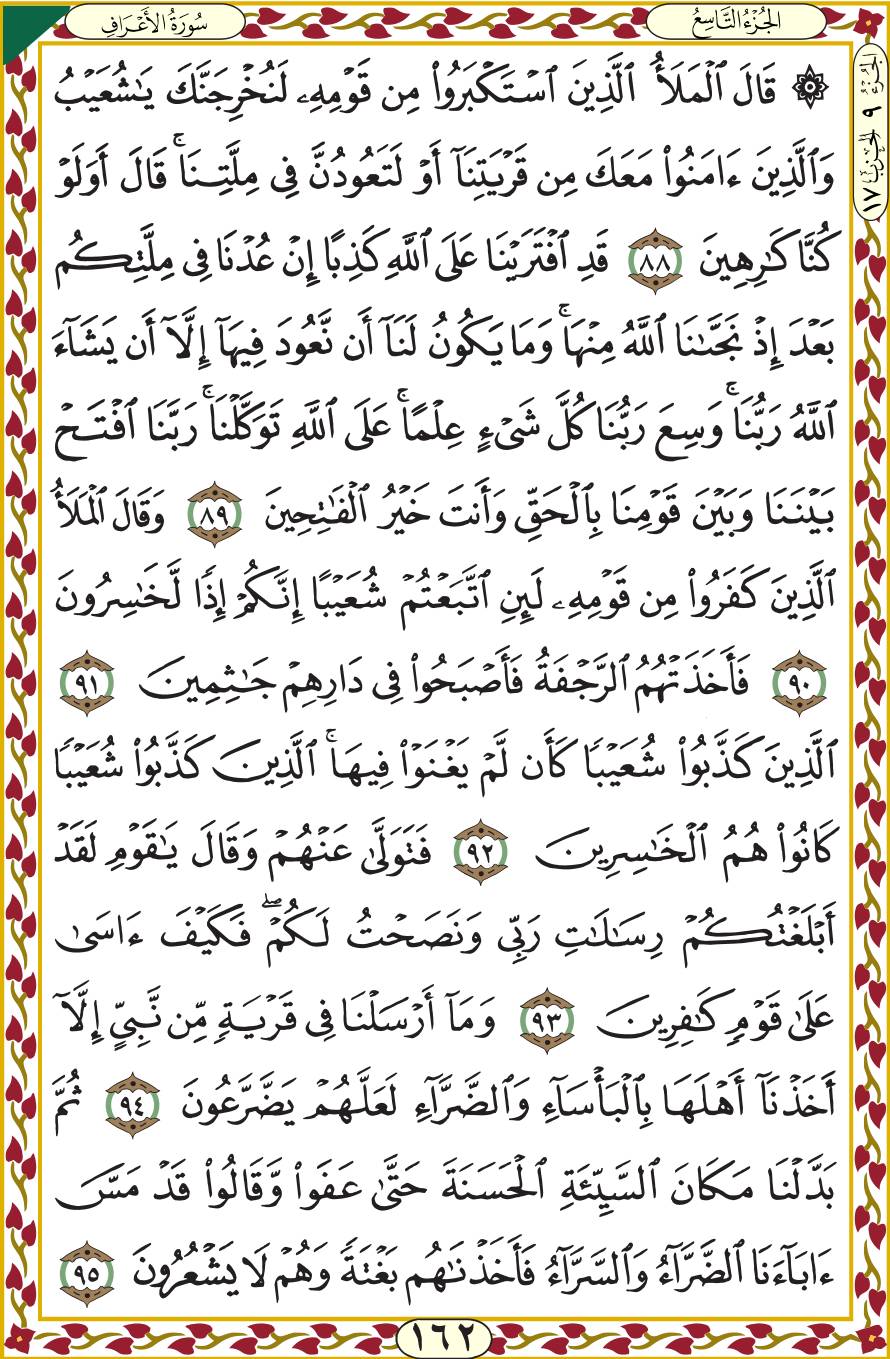 الجُزْءُ التَّاسِعُ
سُورَةُ الأَعْرَافِ
الجُزْءُ ٩ الحِزْبُ ١٧
۞ قَالَ ٱلْمَلَأُ ٱلَّذِينَ ٱسْتَكْبَرُوا۟ مِن قَوْمِهِۦ لَنُخْرِجَنَّكَ يَـٰشُعَيْبُ
وَٱلَّذِينَ ءَامَنُوا۟ مَعَكَ مِن قَرْيَتِنَآ أَوْ لَتَعُودُنَّ فِى مِلَّتِنَا ۚ قَالَ أَوَلَوْ
كُنَّا كَـٰرِهِينَ ٨٨ قَدِ ٱفْتَرَيْنَا عَلَى ٱللَّهِ كَذِبًا إِنْ عُدْنَا فِى مِلَّتِكُم
بَعْدَ إِذْ نَجَّىٰنَا ٱللَّهُ مِنْهَا ۚ وَمَا يَكُونُ لَنَآ أَن نَّعُودَ فِيهَآ إِلَّآ أَن يَشَآءَ
ٱللَّهُ رَبُّنَا ۚ وَسِعَ رَبُّنَا كُلَّ شَىْءٍ عِلْمًا ۚ عَلَى ٱللَّهِ تَوَكَّلْنَا ۚ رَبَّنَا ٱفْتَحْ
بَيْنَنَا وَبَيْنَ قَوْمِنَا بِٱلْحَقِّ وَأَنتَ خَيْرُ ٱلْفَـٰتِحِينَ ٨٩ وَقَالَ ٱلْمَلَأُ
ٱلَّذِينَ كَفَرُوا۟ مِن قَوْمِهِۦ لَئِنِ ٱتَّبَعْتُمْ شُعَيْبًا إِنَّكُمْ إِذًا لَّخَـٰسِرُونَ
٩٠ فَأَخَذَتْهُمُ ٱلرَّجْفَةُ فَأَصْبَحُوا۟ فِى دَارِهِمْ جَـٰثِمِينَ ٩١
ٱلَّذِينَ كَذَّبُوا۟ شُعَيْبًا كَأَن لَّمْ يَغْنَوْا۟ فِيهَا ۚ ٱلَّذِينَ كَذَّبُوا۟ شُعَيْبًا
كَانُوا۟ هُمُ ٱلْخَـٰسِرِينَ ٩٢ فَتَوَلَّىٰ عَنْهُمْ وَقَالَ يَـٰقَوْمِ لَقَدْ
أَبْلَغْتُكُمْ رِسَـٰلَـٰتِ رَبِّى وَنَصَحْتُ لَكُمْ ۖ فَكَيْفَ ءَاسَىٰ
عَلَىٰ قَوْمٍ كَـٰفِرِينَ ٩٣ وَمَآ أَرْسَلْنَا فِى قَرْيَةٍ مِّن نَّبِىٍّ إِلَّآ
أَخَذْنَآ أَهْلَهَا بِٱلْبَأْسَآءِ وَٱلضَّرَّآءِ لَعَلَّهُمْ يَضَّرَّعُونَ ٩٤ ثُمَّ
بَدَّلْنَا مَكَانَ ٱلسَّيِّئَةِ ٱلْحَسَنَةَ حَتَّىٰ عَفَوا۟ وَّقَالُوا۟ قَدْ مَسَّ
ءَابَآءَنَا ٱلضَّرَّآءُ وَٱلسَّرَّآءُ فَأَخَذْنَـٰهُم بَغْتَةً وَهُمْ لَا يَشْعُرُونَ ٩٥
١٦٢